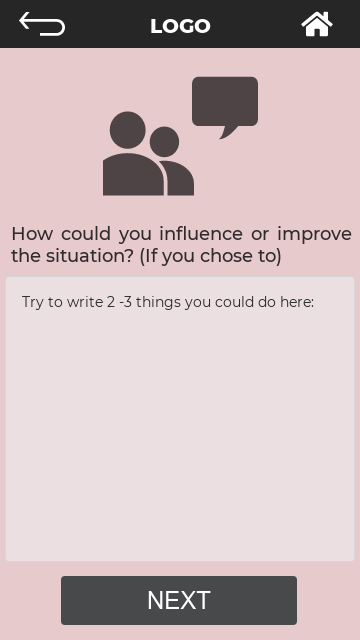 LOGO
How could you influence or improve
the situation? (If you chose to)
Try to write 2 -3 things you could do here:
NEXT